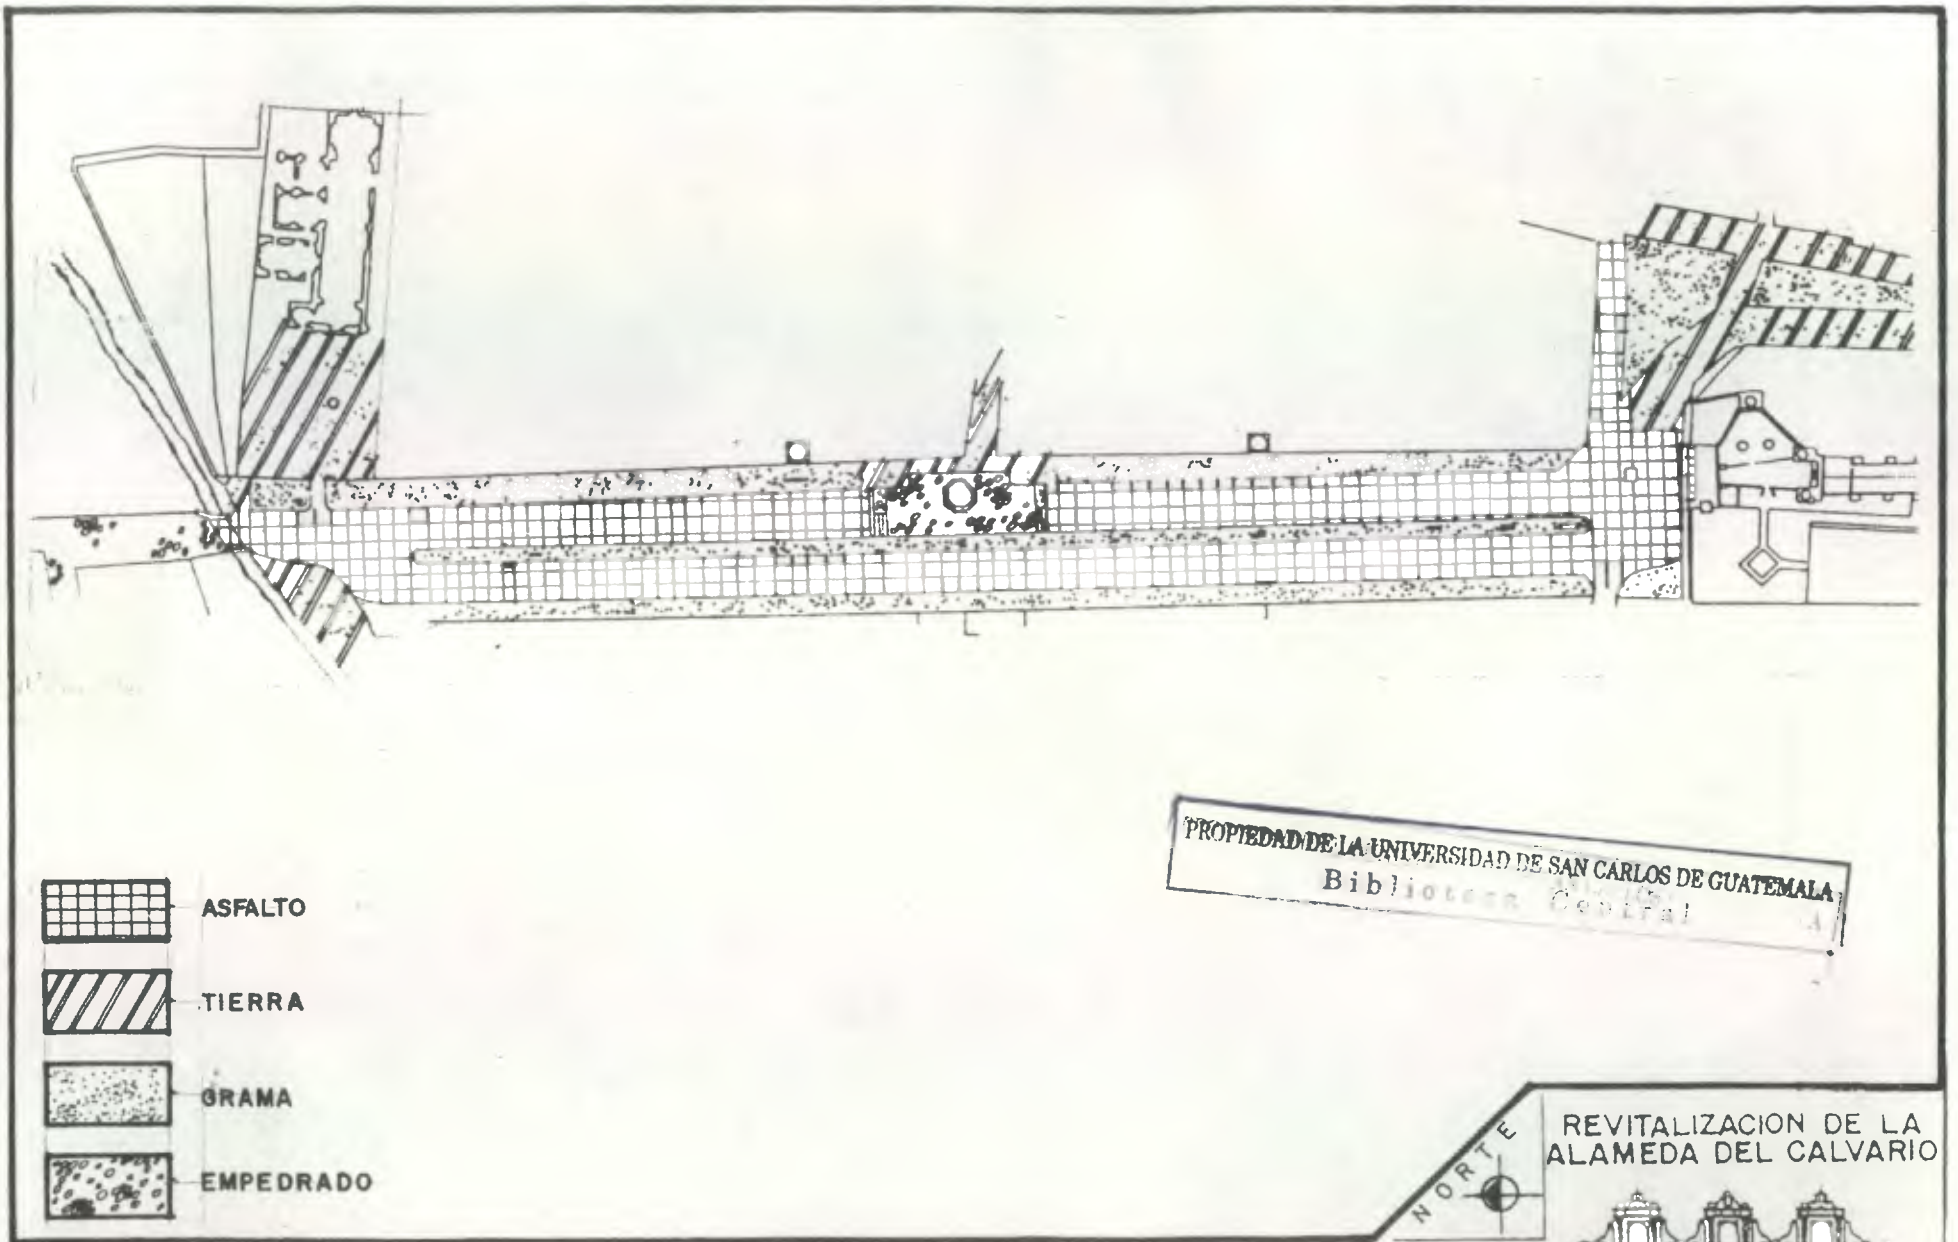 PROPIEDAD DE LA UNIVERSIDAD DE SAN CARLOS DE GUATEMALA
Biblioteca Central
ASFALTO
TIERRA
GRAMA
EMPEDRADO
NORTE
REVITALIZACION DE LA
ALAMEDA DEL CALVARIO